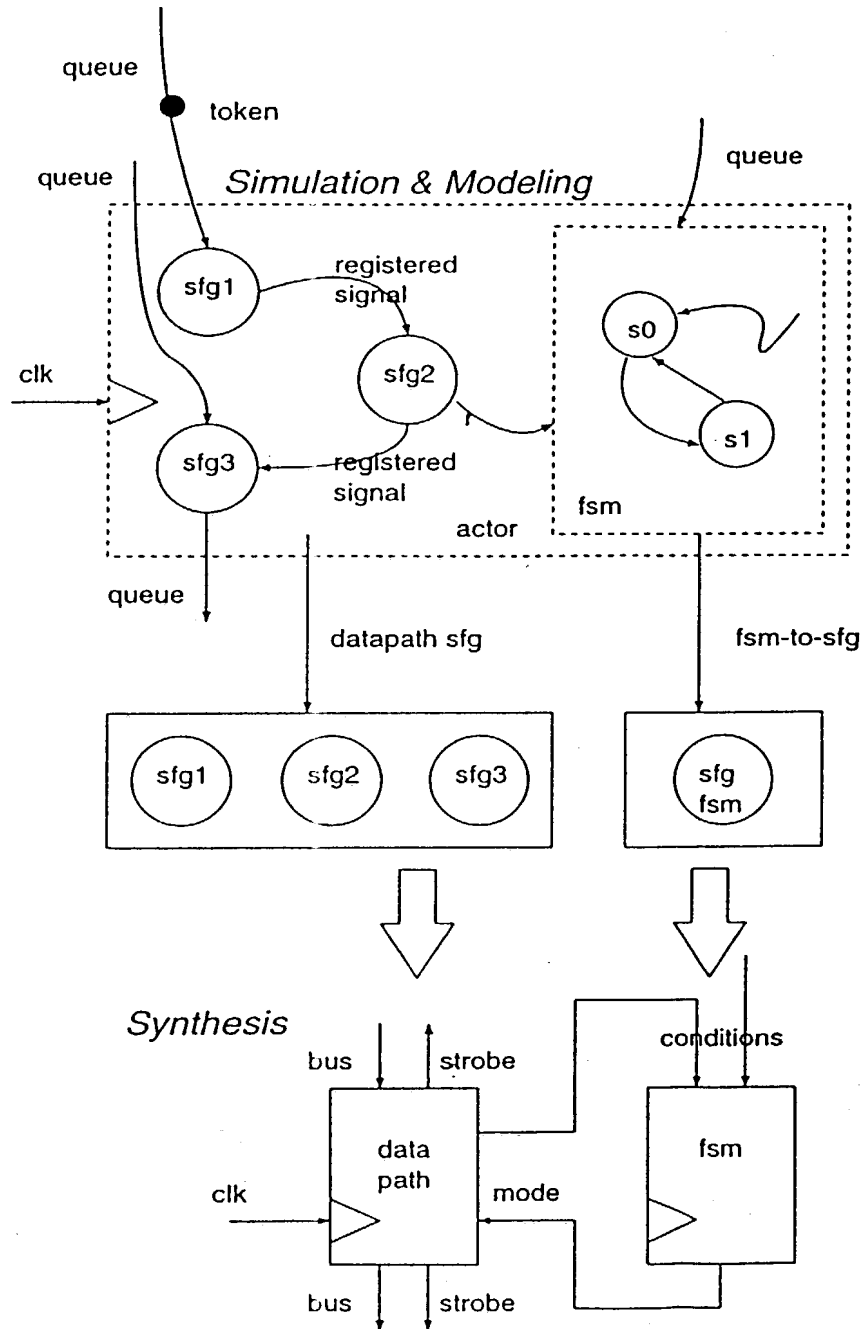 queue
token
queue
queue
Simulation & Modeling
sfg1
registered
signal
s0
clk
sfg2
s1
sfg3
registered
signal
fsm
actor
queue
datapath sfg
fsm-to-sfg
sfg1
sfg2
sfg3
sfg
fsm
Synthesis
conditions
bus
strobe
data
path
fsm
clk
mode
bus
strobe